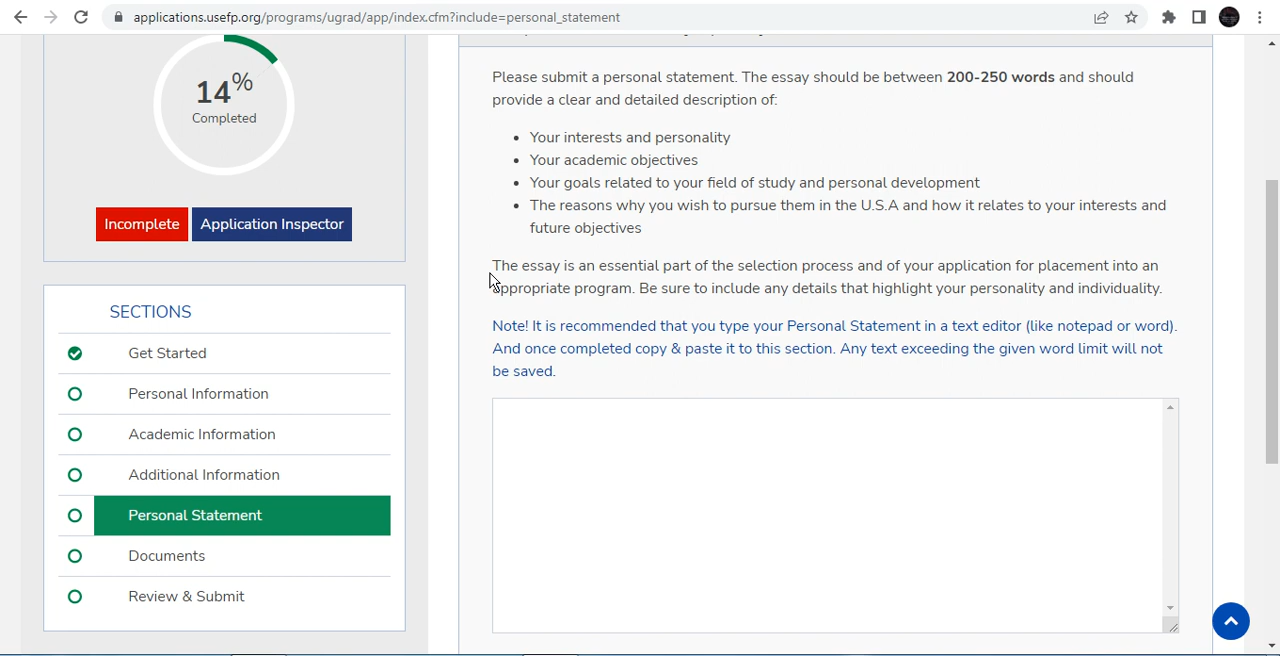 applications.usefp.org/programs/ugrad/app/index.cfm?include=personal_statement
14%
Completed
Incomplete
Application Inspector
SECTIONS
Get Started
Personal Information
Academic Information
Additional Information
Personal Statement
Documents
Review & Submit
Please submit a personal statement. The essay should be between 200-250 words and should
provide a clear and detailed description of:
• Your interests and personality
• Your academic objectives
• Your goals related to your field of study and personal development
• The reasons why you wish to pursue them in the U.S.A and how it relates to your interests and
future objectives
The essay is an essential part of the selection process and of your application for placement into an
appropriate program. Be sure to include any details that highlight your personality and individuality.
Note! It is recommended that you type your Personal Statement in a text editor (like notepad or word).
And once completed copy & paste it to this section. Any text exceeding the given word limit will not
be saved.